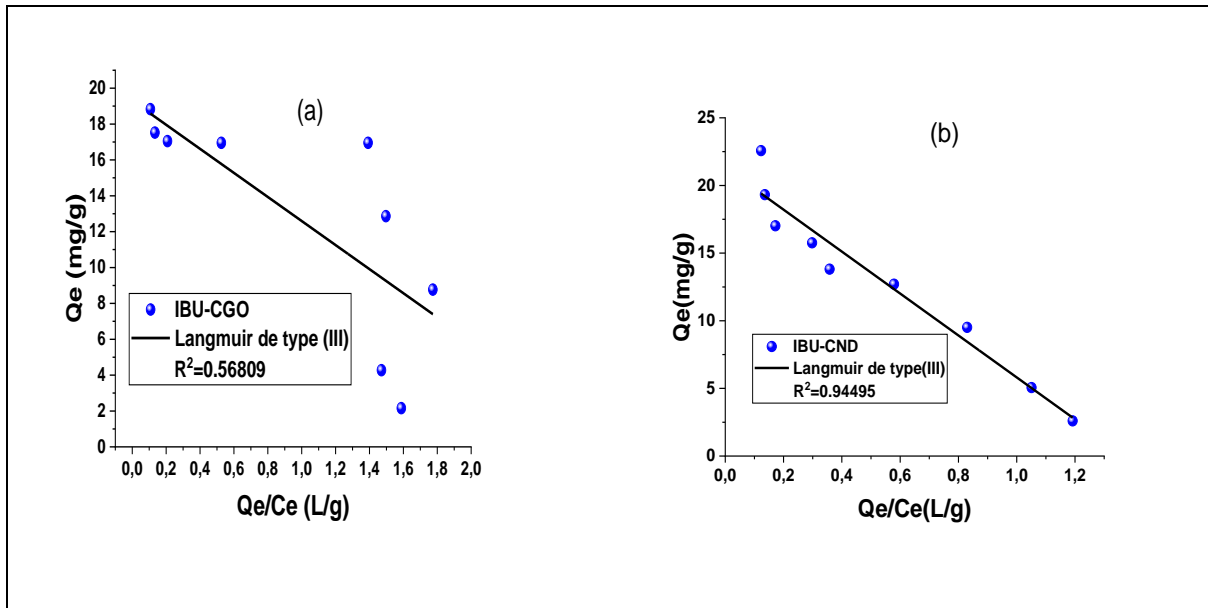 (a)
20
18
16
14
12
10
8
6
4
2
0
Qe (mg/g)
IBU-CGO
Langmuir de type (III)
R²=0.56809
0,0 0,2 0,4 0,6 0,8 1,0 1,2 1,4 1,6 1,8 2,0
Qe/Ce (L/g)
(b)
25
20
15
10
5
0
Qe(mg/g)
IBU-CND
Langmuir de type(III)
R²=0.94495
0,0 0,2 0,4 0,6 0,8 1,0 1,2
Qe/Ce(L/g)